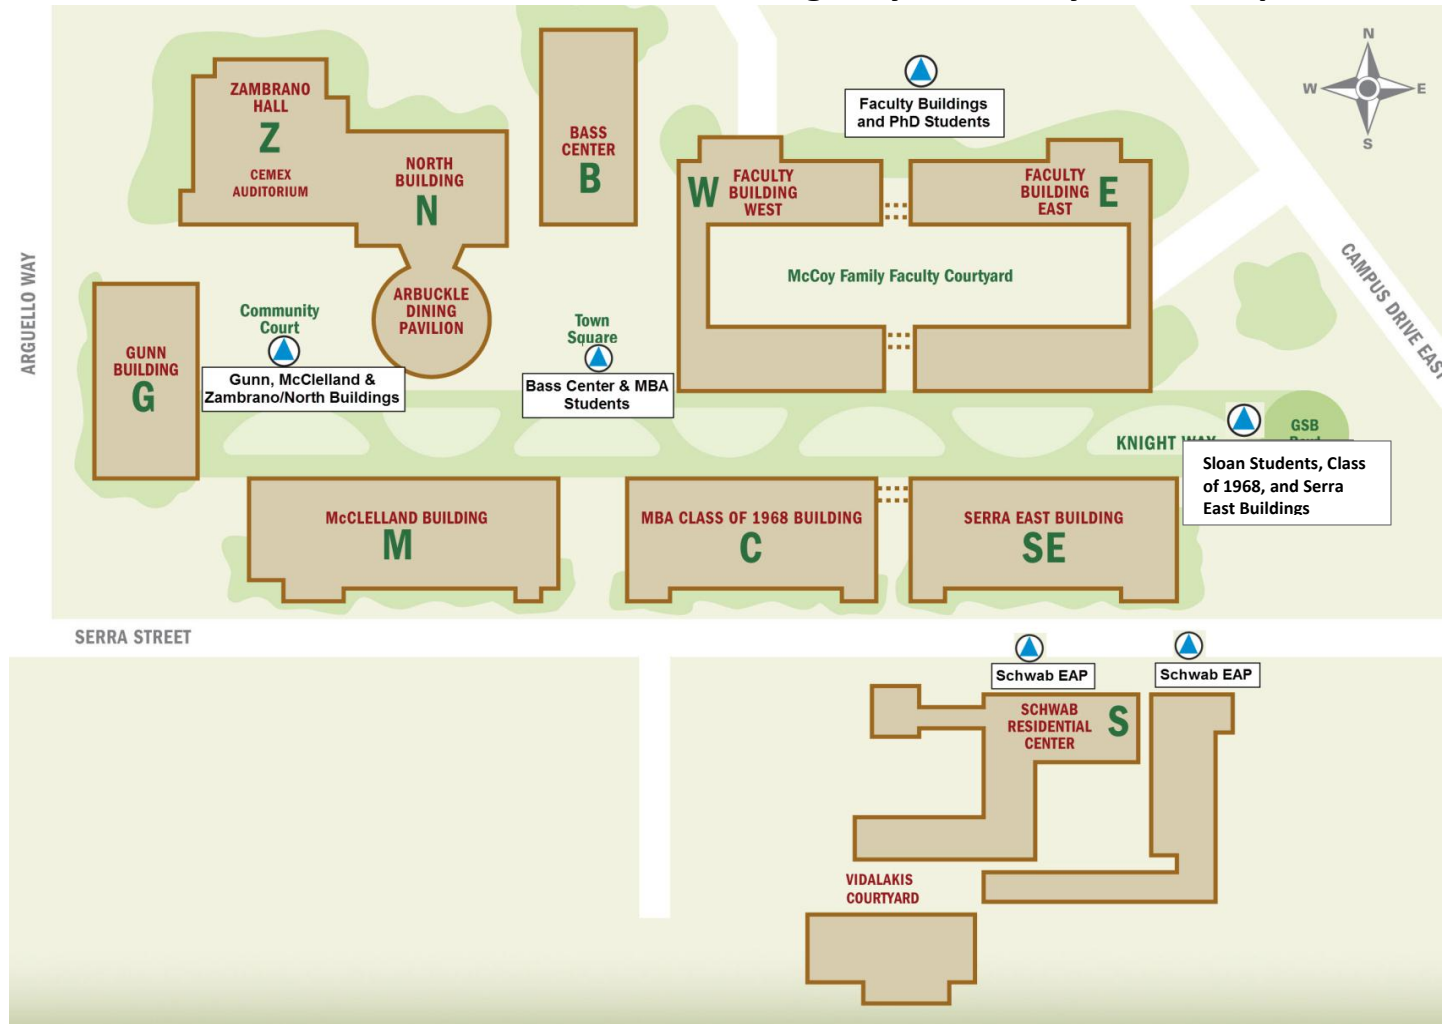 N
W
E
S
Faculty Buildings
and PhD Students
ZAMBRANO
HALL
Z
CEMEX
AUDITORIUM
NORTH
BUILDING
N
BASS
CENTER
B
W
FACULTY
BUILDING
WEST
FACULTY
BUILDING
EAST
E
McCoy Family Faculty Courtyard
CAMPUS DRIVE EAST
ARGUELLO WAY
ARBUCKLE
DINING
PAVILION
Community
Court
Town
Square
GUNN
BUILDING
G
Gunn, McClelland &
Zambrano/North Buildings
Bass Center & MBA
Students
KNIGHT WAY
GSB
Sloan Students, Class
of 1968, and Serra
East Buildings
McCLELLAND BUILDING
M
MBA CLASS OF 1968 BUILDING
C
SERRA EAST BUILDING
SE
SERRA STREET
Schwab EAP
Schwab EAP
SCHWAB
RESIDENTIAL
CENTER
S
VIDALAKIS
COURTYARD